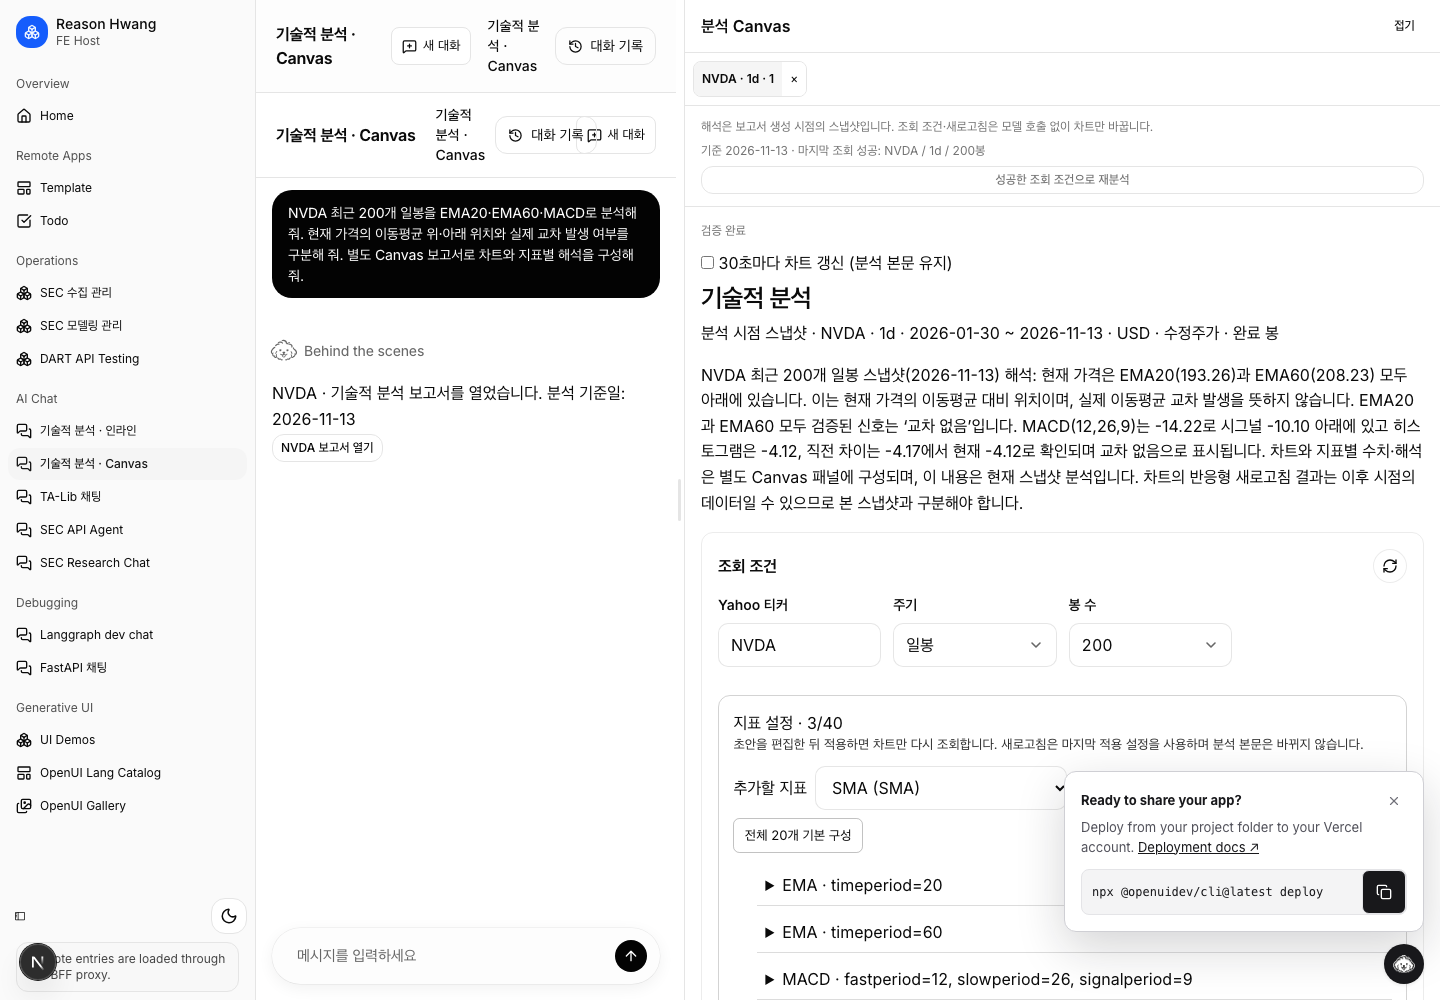 Reason Hwang
FE Host
Overview
Home
Remote Apps
Template
Todo
Operations
SEC 수집 관리
SEC 모델링 관리
DART API Testing
AI Chat
기술적 분석 · 인라인
기술적 분석 · Canvas
TA-Lib 채팅
SEC API Agent
SEC Research Chat
Debugging
Langgraph dev chat
FastAPI 채팅
Generative UI
UI Demos
OpenUI Lang Catalog
OpenUI Gallery
N
ote entries are loaded through
BFF proxy.
기술적 분석 ·
Canvas
새 대화
기술적 분
석 ·
Canvas
대화 기록
기술적 분석 · Canvas
기술적
분석 ·
Canvas
대화 기록
새 대화
NVDA 최근 200개 일봉을 EMA20·EMA60·MACD로 분석해
줘. 현재 가격의 이동평균 위·아래 위치와 실제 교차 발생 여부를
구분해 줘. 별도 Canvas 보고서로 차트와 지표별 해석을 구성해
줘.
Behind the scenes
NVDA · 기술적 분석 보고서를 열었습니다. 분석 기준일:
2026-11-13
NVDA 보고서 열기
메시지를 입력하세요
분석 Canvas
접기
NVDA · 1d · 1
×
해석은 보고서 생성 시점의 스냅샷입니다. 조회 조건·새로고침은 모델 호출 없이 차트만 바꿉니다.
기준 2026-11-13 · 마지막 조회 성공: NVDA / 1d / 200봉
성공한 조회 조건으로 재분석
검증 완료
30초마다 차트 갱신 (분석 본문 유지)
기술적 분석
분석 시점 스냅샷 · NVDA · 1d · 2026-01-30 ~ 2026-11-13 · USD · 수정주가 · 완료 봉
NVDA 최근 200개 일봉 스냅샷(2026-11-13) 해석: 현재 가격은 EMA20(193.26)과 EMA60(208.23) 모두
아래에 있습니다. 이는 현재 가격의 이동평균 대비 위치이며, 실제 이동평균 교차 발생을 뜻하지 않습니다. EMA20
과 EMA60 모두 검증된 신호는 ‘교차 없음’입니다. MACD(12,26,9)는 -14.22로 시그널 -10.10 아래에 있고 히스
토그램은 -4.12, 직전 차이는 -4.17에서 현재 -4.12로 확인되며 교차 없음으로 표시됩니다. 차트와 지표별 수치·해석
은 별도 Canvas 패널에 구성되며, 이 내용은 현재 스냅샷 분석입니다. 차트의 반응형 새로고침 결과는 이후 시점의
데이터일 수 있으므로 본 스냅샷과 구분해야 합니다.
조회 조건
Yahoo 티커
주기
봉 수
NVDA
일봉
200
지표 설정 · 3/40
초안을 편집한 뒤 적용하면 차트만 다시 조회합니다. 새로고침은 마지막 적용 설정을 사용하며 분석 본문은 바뀌지 않습니다.
추가할 지표
SMA (SMA)
전체 20개 기본 구성
EMA · timeperiod=20
EMA · timeperiod=60
MACD · fastperiod=12, slowperiod=26, signalperiod=9
Ready to share your app?
Deploy from your project folder to your Vercel
account. Deployment docs ↗
npx @openuidev/cli@latest deploy